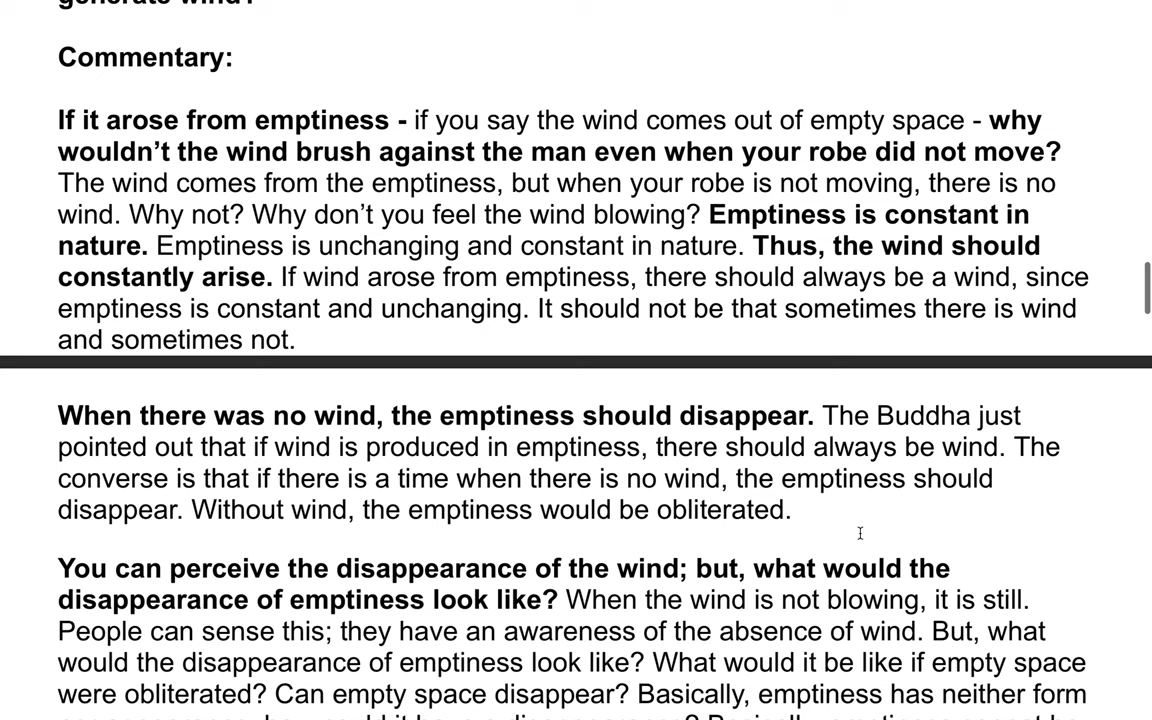 generate wind?
Commentary:
If it arose from emptiness - if you say the wind comes out of empty space - why
wouldn’t the wind brush against the man even when your robe did not move?
The wind comes from the emptiness, but when your robe is not moving, there is no
wind. Why not? Why don’t you feel the wind blowing? Emptiness is constant in
nature. Emptiness is unchanging and constant in nature. Thus, the wind should
constantly arise. If wind arose from emptiness, there should always be a wind, since
emptiness is constant and unchanging. It should not be that sometimes there is wind
and sometimes not.
When there was no wind, the emptiness should disappear. The Buddha just
pointed out that if wind is produced in emptiness, there should always be wind. The
converse is that if there is a time when there is no wind, the emptiness should
disappear. Without wind, the emptiness would be obliterated.
You can perceive the disappearance of the wind; but, what would the
disappearance of emptiness look like? When the wind is not blowing, it is still.
People can sense this; they have an awareness of the absence of wind. But, what
would the disappearance of emptiness look like? What would it be like if empty space
were obliterated? Can empty space disappear? Basically, emptiness has neither form